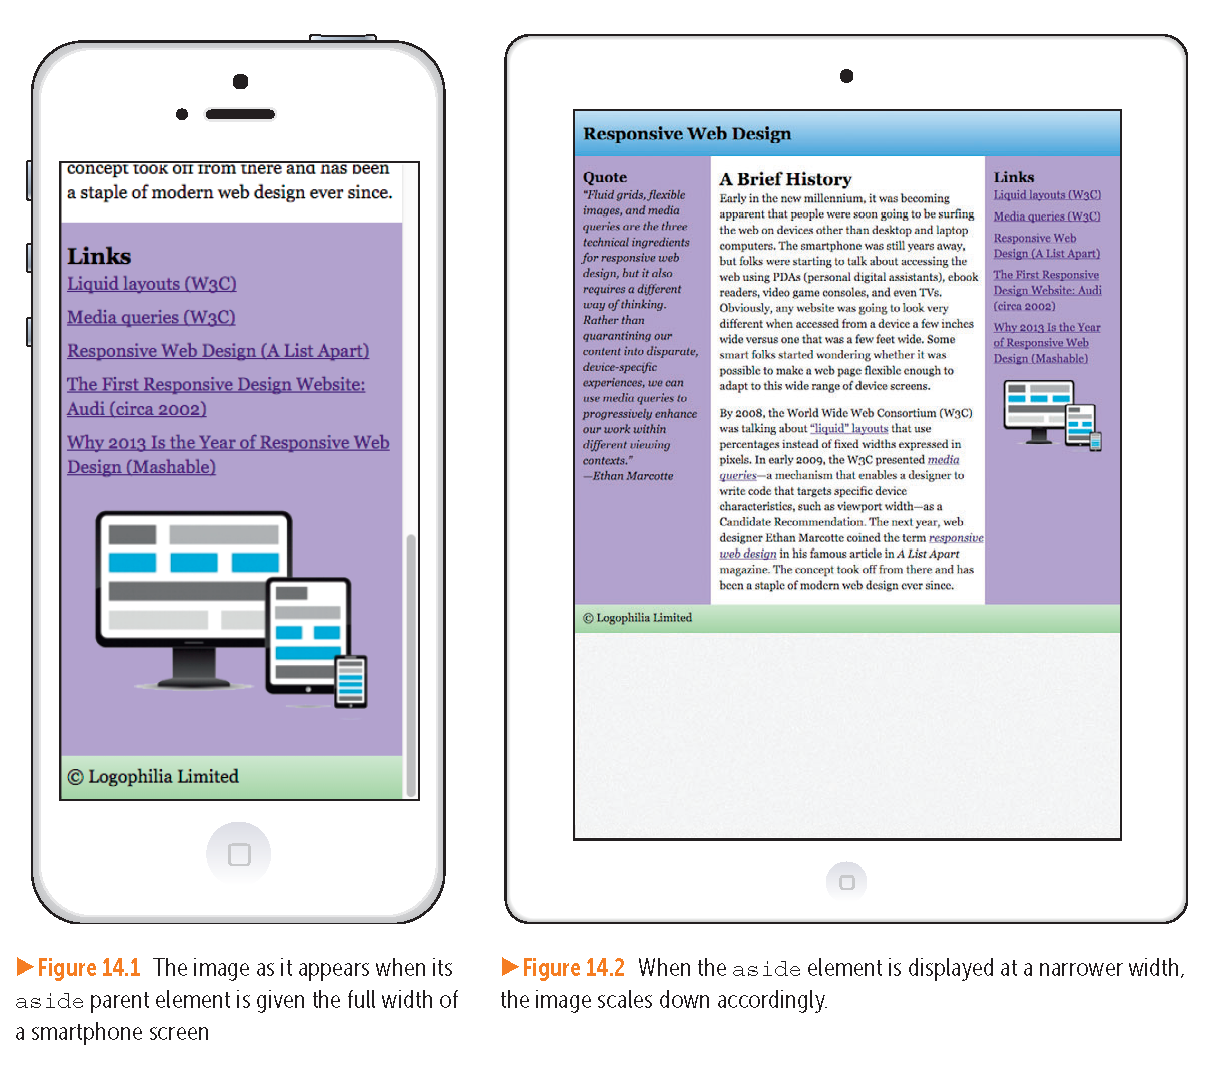 concept took off from there and has been
a staple of modern web design ever since.
Links
Liquid layouts (W3C)
Media queries (W3C)
Responsive Web Design (A List Apart)
The First Responsive Design Website:
Audi (circa 2002)
Why 2013 Is the Year of Responsive Web
Design (Mashable)
© Logophilia Limited
▶Figure 14.1 The image as it appears when its
aside parent element is given the full width of
a smartphone screen
Responsive Web Design
Quote
"Fluid grids, flexible
images, and media
queries are the three
technical ingredients
for responsive web
design, but it also
requires a different
way of thinking.
Rather than
quarantining our
content into disparate,
device-specific
experiences, we can
use media queries to
progressively enhance
our work within
different viewing
contexts."
—Ethan Marcotte
A Brief History
Early in the new millennium, it was becoming
apparent that people were soon going to be surfing
the web on devices other than desktop and laptop
computers. The smartphone was still years away,
but folks were starting to talk about accessing the
web using PDAs (personal digital assistants), ebook
readers, video game consoles, and even TVs.
Obviously, any website was going to look very
different when accessed from a device a few inches
wide versus one that was a few feet wide. Some
smart folks started wondering whether it was
possible to make a web page flexible enough to
adapt to this wide range of device screens.
By 2008, the World Wide Web Consortium (W3C)
was talking about “liquid” layouts that use
percentages instead of fixed widths expressed in
pixels. In early 2009, the W3C presented media
queries—a mechanism that enables a designer to
write code that targets specific device
characteristics, such as viewport width—as a
Candidate Recommendation. The next year, web
designer Ethan Marcotte coined the term responsive
web design in his famous article in A List Apart
magazine. The concept took off from there and has
been a staple of modern web design ever since.
Links
Liquid layouts (W3C)
Media queries (W3C)
Responsive Web
Design (A List Apart)
The First Responsive
Design Website: Audi
(circa 2002)
Why 2013 Is the Year
of Responsive Web
Design (Mashable)
© Logophilia Limited
▶Figure 14.2 When the aside element is displayed at a narrower width,
the image scales down accordingly.